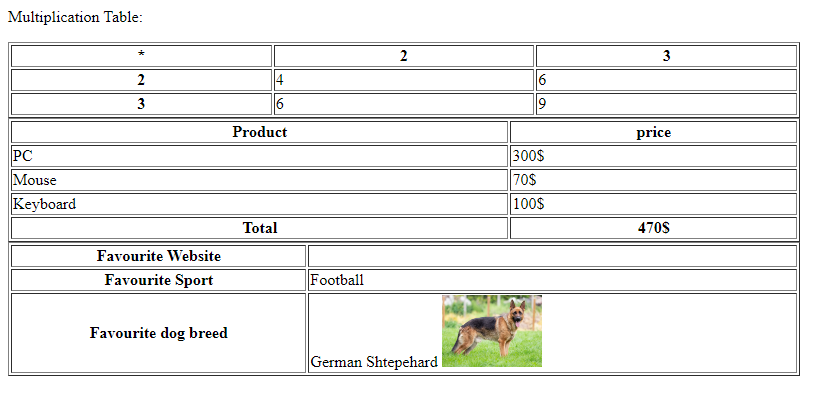 Multiplication Table:
* 2 3
2 4 6
3 6 9
Product price
PC 300$
Mouse 70$
Keyboard 100$
Total 470$
Favourite Website
Favourite Sport Football
Favourite dog breed German Shtepehard